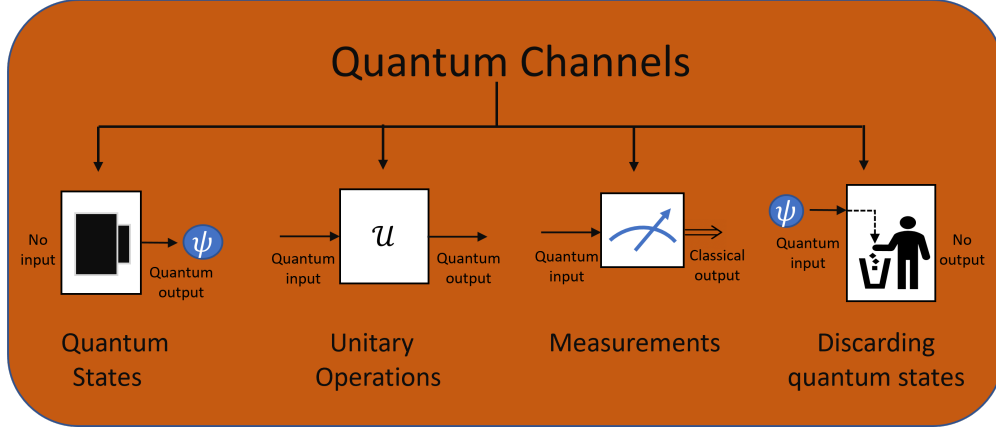 Quantum Channels
No
input
ψ
Quantum
output
Quantum
input
𝒰
Quantum
output
Quantum
input
Classical
output
ψ
Quantum
input
No
output
Quantum
States
Unitary
Operations
Measurements
Discarding
quantum states